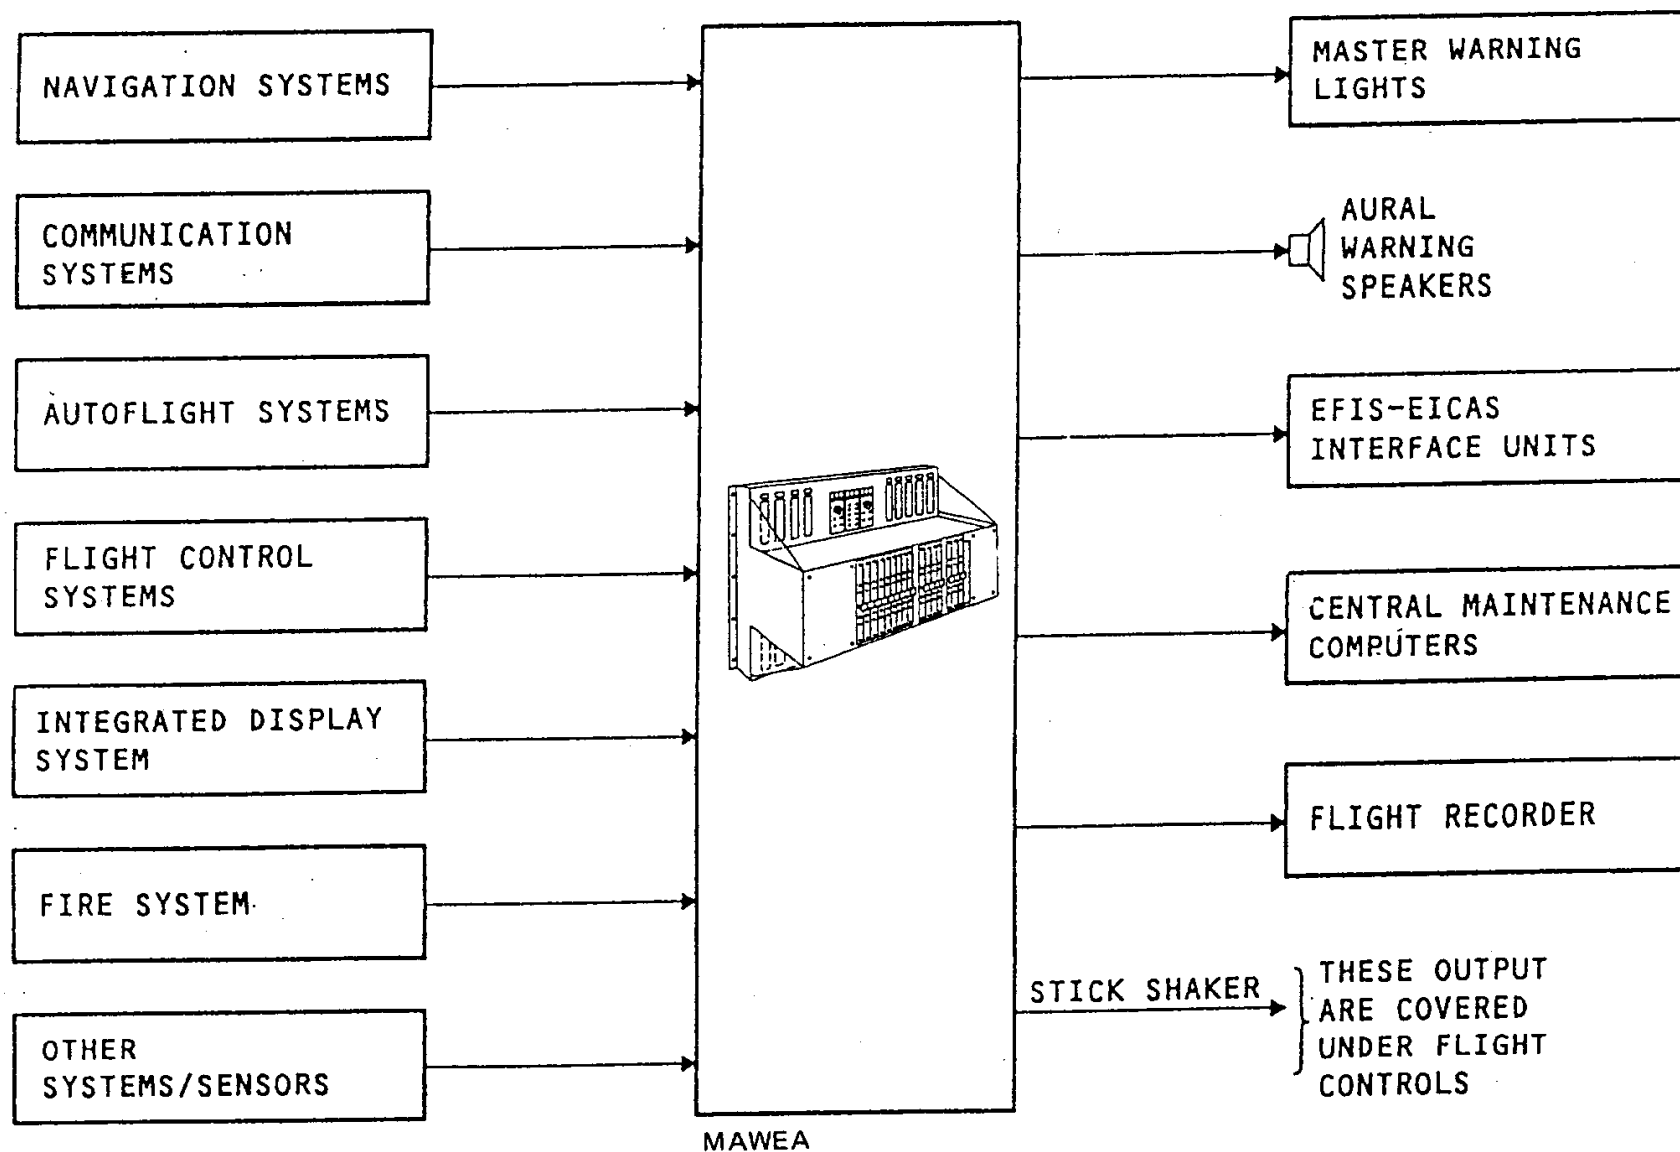 NAVIGATION SYSTEMS
COMMUNICATION
SYSTEMS
AUTOFLIGHT SYSTEMS
FLIGHT CONTROL
SYSTEMS
INTEGRATED DISPLAY
SYSTEM
FIRE SYSTEM
OTHER
SYSTEMS/SENSORS
MAWEA
MASTER WARNING
LIGHTS
AURAL
WARNING
SPEAKERS
EFIS-EICAS
INTERFACE UNITS
CENTRAL MAINTENANCE
COMPUTERS
FLIGHT RECORDER
STICK SHAKER
THESE OUTPUT
ARE COVERED
UNDER FLIGHT
CONTROLS